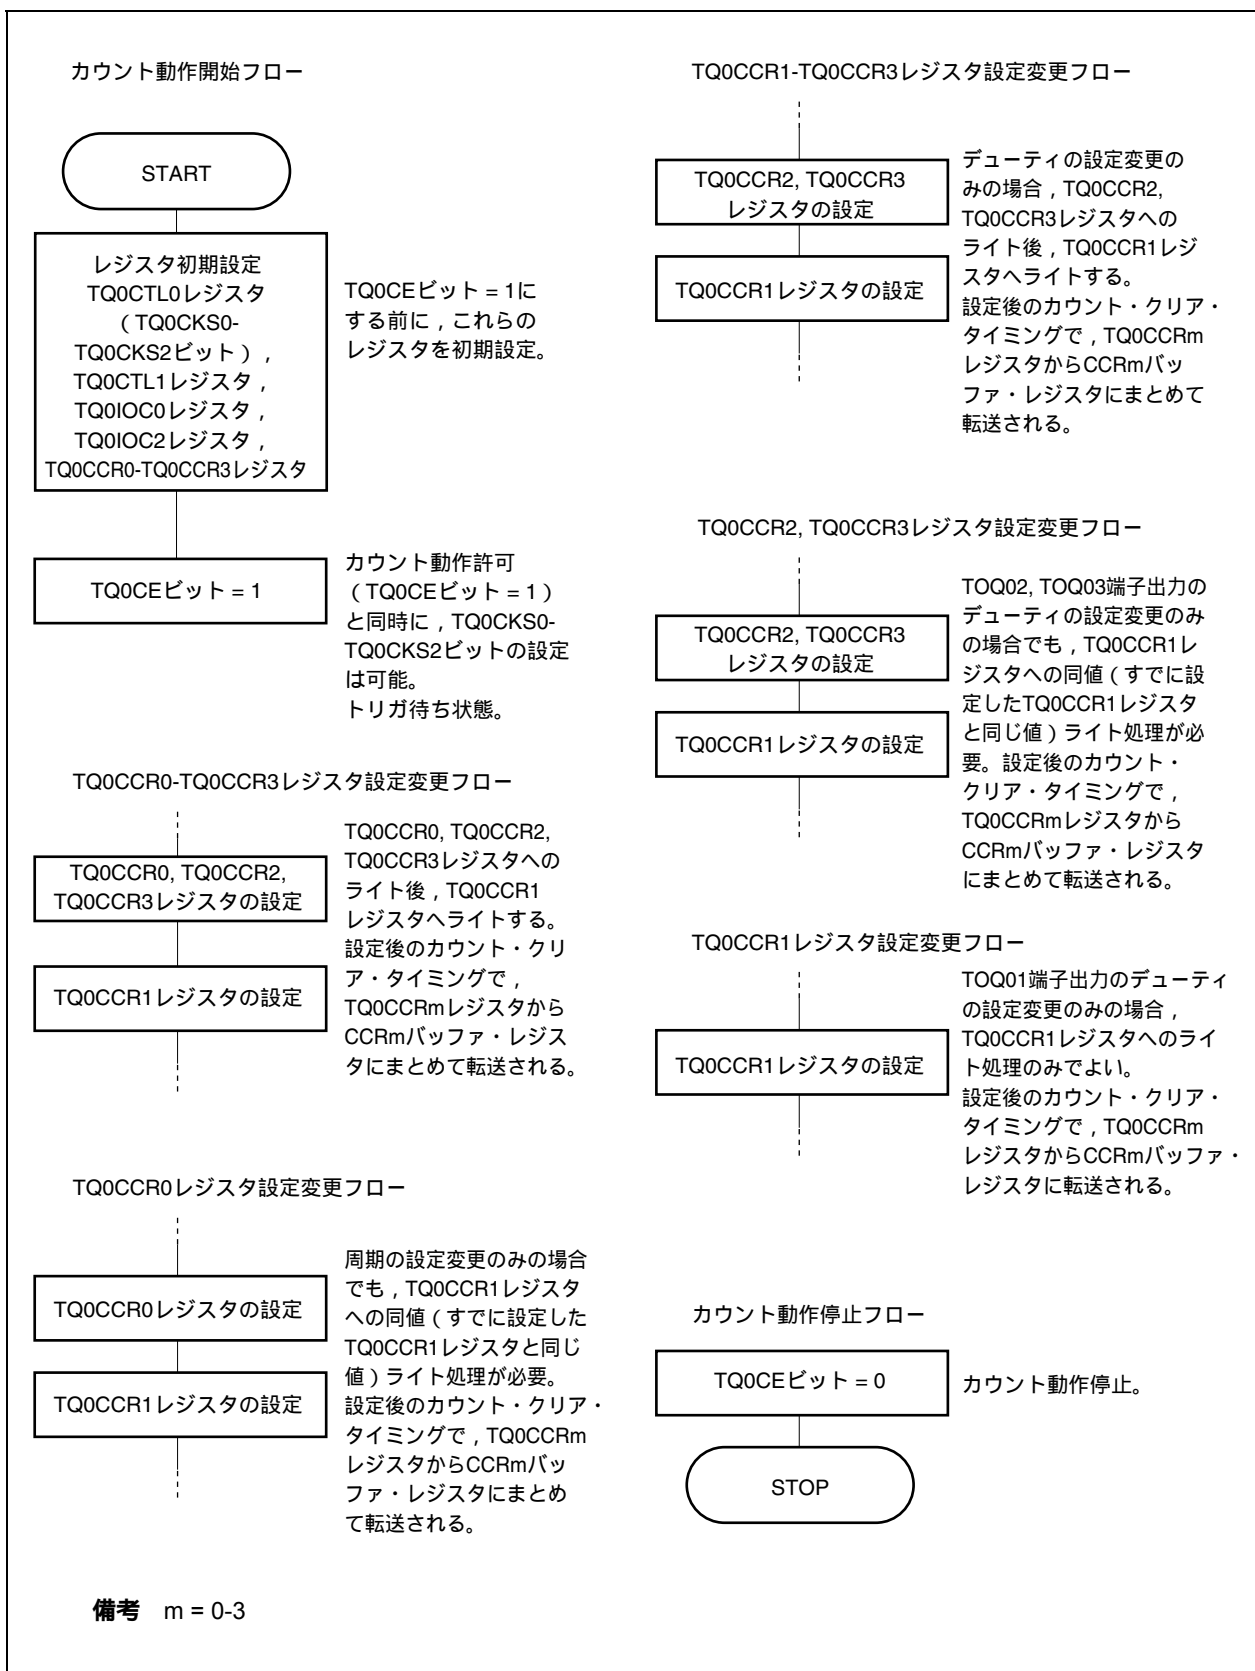 カウント動作開始フロー
START
レジスタ初期設定
TQ0CTL0レジスタ
（TQ0CKS0-
TQ0CKS2ビット），
TQ0CTL1レジスタ，
TQ0IOC0レジスタ，
TQ0IOC2レジスタ，
TQ0CCR0-TQ0CCR3レジスタ
TQ0CEビット = 1に
する前に，これらの
レジスタを初期設定。
TQ0CEビット = 1
カウント動作許可
（TQ0CEビット = 1）
と同時に，TQ0CKS0-
TQ0CKS2ビットの設定
は可能。
トリガ待ち状態。
TQ0CCR0-TQ0CCR3レジスタ設定変更フロー
TQ0CCR0, TQ0CCR2,
TQ0CCR3レジスタの設定
TQ0CCR1レジスタの設定
TQ0CCR0, TQ0CCR2,
TQ0CCR3レジスタへの
ライト後，TQ0CCR1
レジスタへライトする。
設定後のカウント・クリ
ア・タイミングで，
TQ0CCRmレジスタから
CCRmバッファ・レジス
タにまとめて転送される。
TQ0CCR0レジスタ設定変更フロー
TQ0CCR0レジスタの設定
TQ0CCR1レジスタの設定
周期の設定変更のみの場合
でも，TQ0CCR1レジスタ
への同値（すでに設定した
TQ0CCR1レジスタと同じ
値）ライト処理が必要。
設定後のカウント・クリア・
タイミングで，TQ0CCRm
レジスタからCCRmバッ
ファ・レジスタにまとめ
て転送される。
TQ0CCR1-TQ0CCR3レジスタ設定変更フロー
TQ0CCR2, TQ0CCR3
レジスタの設定
TQ0CCR1レジスタの設定
デューティの設定変更の
みの場合，TQ0CCR2,
TQ0CCR3レジスタへの
ライト後，TQ0CCR1レジ
スタへライトする。
設定後のカウント・クリア・
タイミングで，TQ0CCRm
レジスタからCCRmバッ
ファ・レジスタにまとめて
転送される。
TQ0CCR2, TQ0CCR3レジスタ設定変更フロー
TQ0CCR2, TQ0CCR3
レジスタの設定
TQ0CCR1レジスタの設定
TOQ02, TOQ03端子出力の
デューティの設定変更のみ
の場合でも，TQ0CCR1レ
ジスタへの同値（すでに設
定したTQ0CCR1レジスタ
と同じ値）ライト処理が必
要。設定後のカウント・
クリア・タイミングで，
TQ0CCRmレジスタから
CCRmバッファ・レジスタ
にまとめて転送される。
TQ0CCR1レジスタ設定変更フロー
TQ0CCR1レジスタの設定
TOQ01端子出力のデューティ
の設定変更のみの場合，
TQ0CCR1レジスタへのライ
ト処理のみでよい。
設定後のカウント・クリア・
タイミングで，TQ0CCRm
レジスタからCCRmバッファ・
レジスタに転送される。
カウント動作停止フロー
TQ0CEビット = 0
カウント動作停止。
STOP
備考 m = 0-3